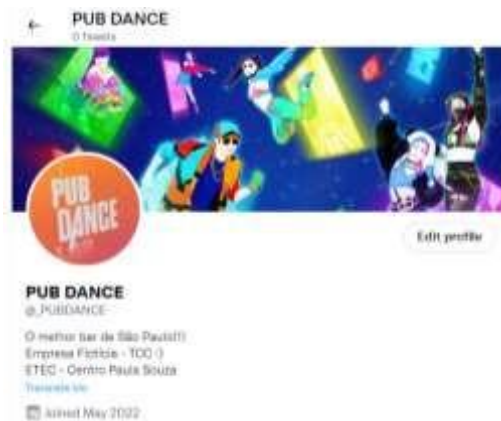 PUB DANCE
0 Tweets
PUB
DANCE
Edit profile
PUB DANCE
@_PUBDANCE
O melhor bar de São Paulo!!!
Empresa Fictícia - TCC :)
ETEC - Centro Paula Souza
Translate bio
Joined May 2022